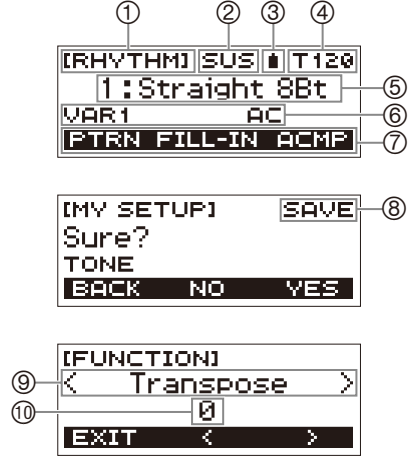 ① ② ③ ④
[RHYTHM] SUS T120
1:Straight 8Bt ⑤
VAR1 AC ⑥
PTRN FILL-IN ACMP ⑦
[MY SETUP] SAVE ⑧
Sure?
TONE
BACK NO YES
[FUNCTION]
⑨ < Transpose >
⑩ 0
EXIT < >